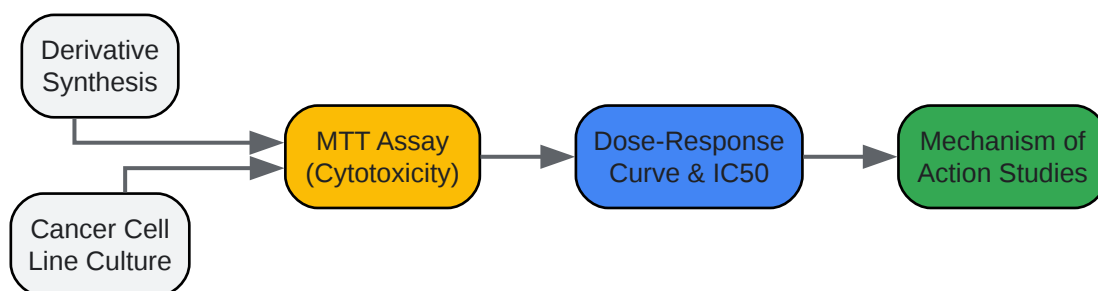 Derivative
Synthesis
Cancer Cell
Line Culture
MTT Assay
(Cytotoxicity)
Dose-Response
Curve & IC50
Mechanism of
Action Studies